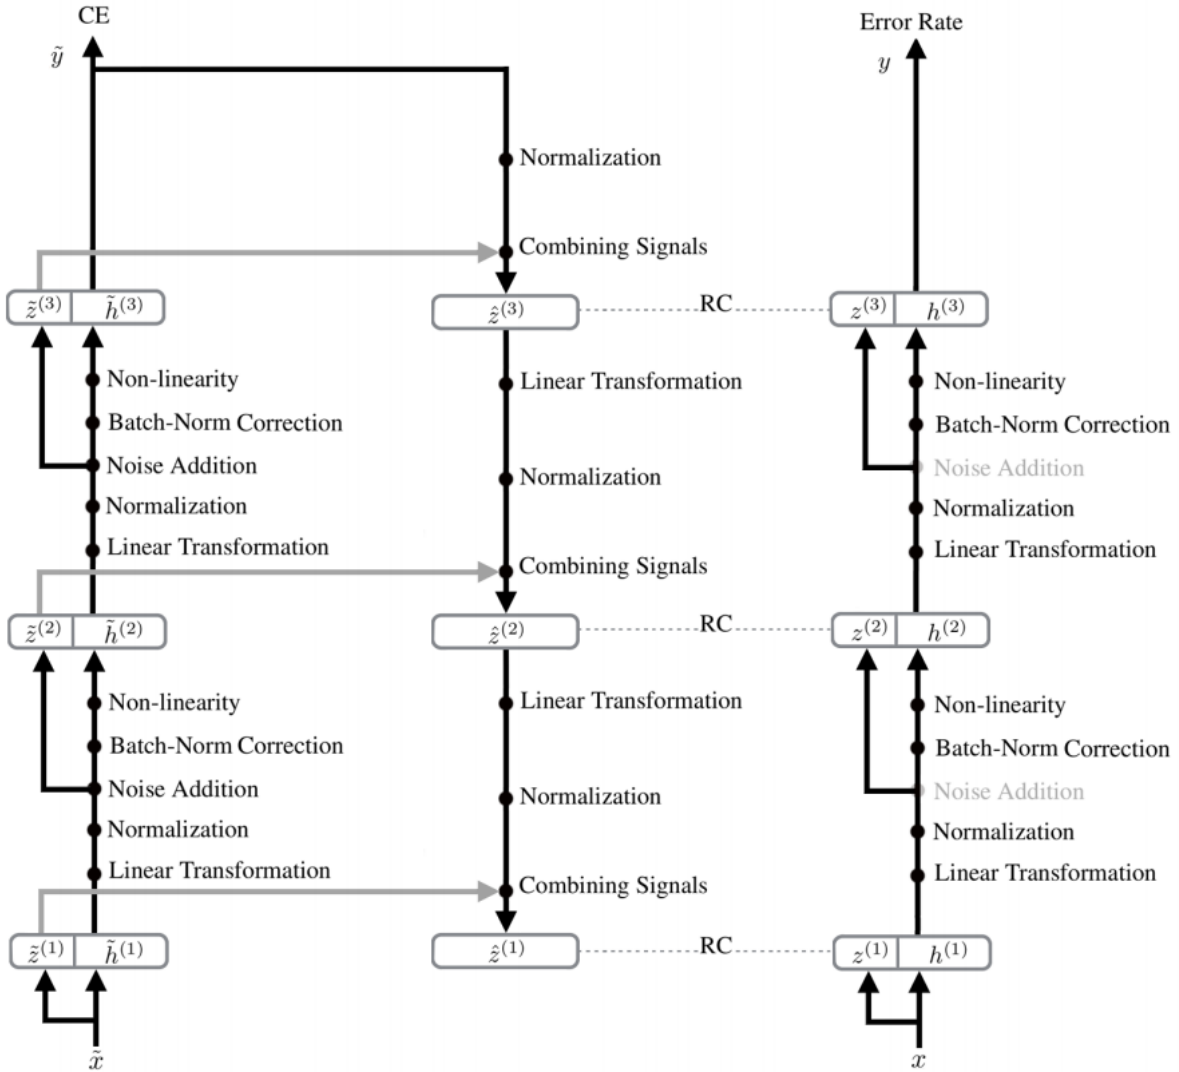 CE
Error Rate
ỹ
y
Normalization
Combining Signals
z̃⁽³⁾ h̃⁽³⁾
ẑ⁽³⁾
RC
z⁽³⁾ h⁽³⁾
Non-linearity
Batch-Norm Correction
Noise Addition
Normalization
Linear Transformation
Linear Transformation
Normalization
Combining Signals
Non-linearity
Batch-Norm Correction
Noise Addition
Normalization
Linear Transformation
z̃⁽²⁾ h̃⁽²⁾
ẑ⁽²⁾
RC
z⁽²⁾ h⁽²⁾
Non-linearity
Batch-Norm Correction
Noise Addition
Normalization
Linear Transformation
Linear Transformation
Normalization
Combining Signals
Non-linearity
Batch-Norm Correction
Noise Addition
Normalization
Linear Transformation
z̃⁽¹⁾ h̃⁽¹⁾
ẑ⁽¹⁾
RC
z⁽¹⁾ h⁽¹⁾
x̃
x